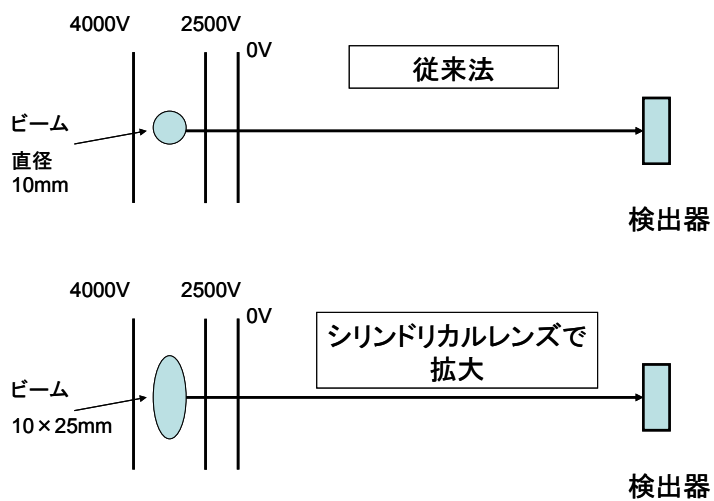 4000V 2500V
0V
従来法
ビーム
直径
10mm
検出器
4000V 2500V
0V
シリンドリカルレンズで
拡大
ビーム
10×25mm
検出器